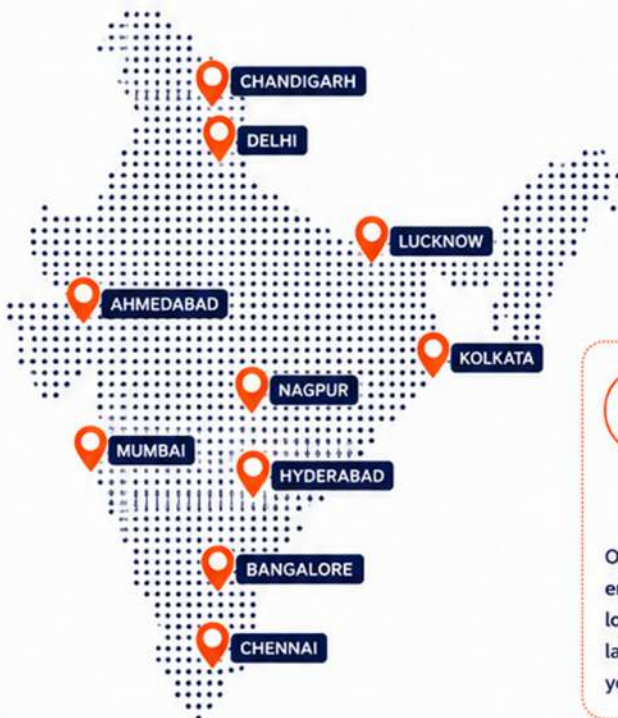 CHANDIGARH
DELHI
LUCKNOW
AHMEDABAD
KOLKATA
NAGPUR
MUMBAI
HYDERABAD
BANGALORE
CHENNAI